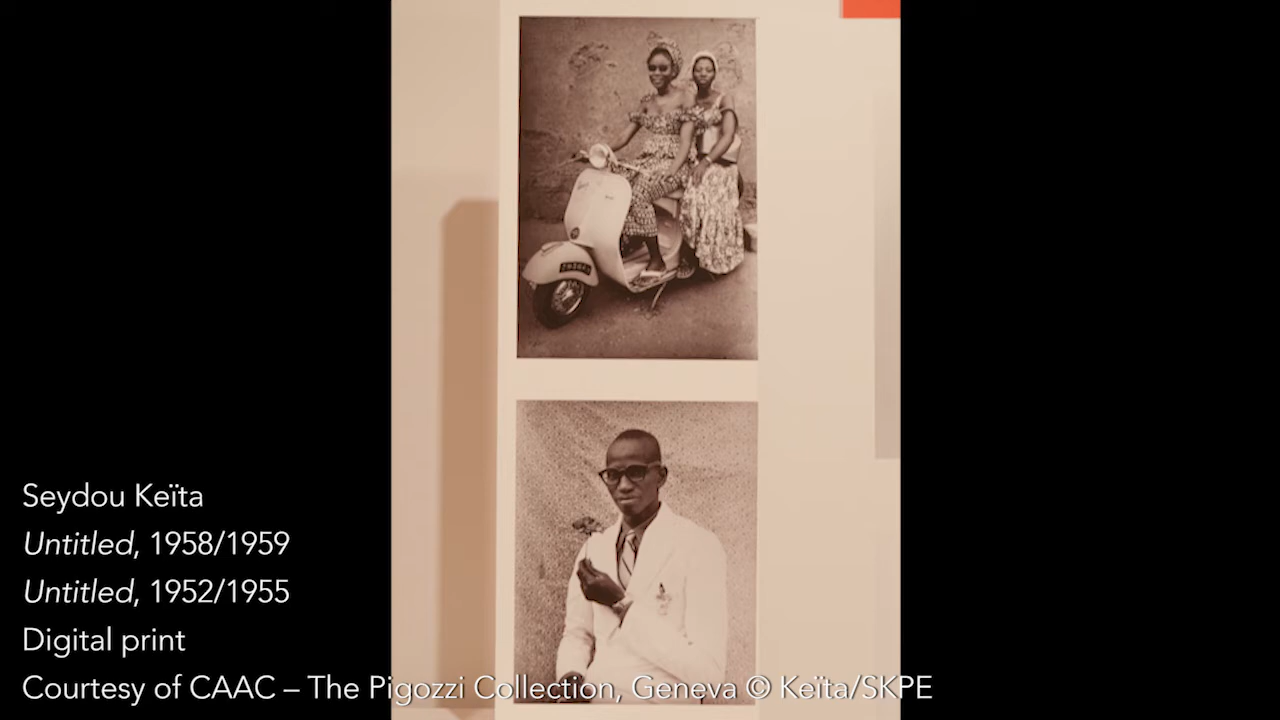 Seydou Keïta
Untitled, 1958/1959
Untitled, 1952/1955
Digital print
Courtesy of CAAC – The Pigozzi Collection, Geneva © Keïta/SKPE